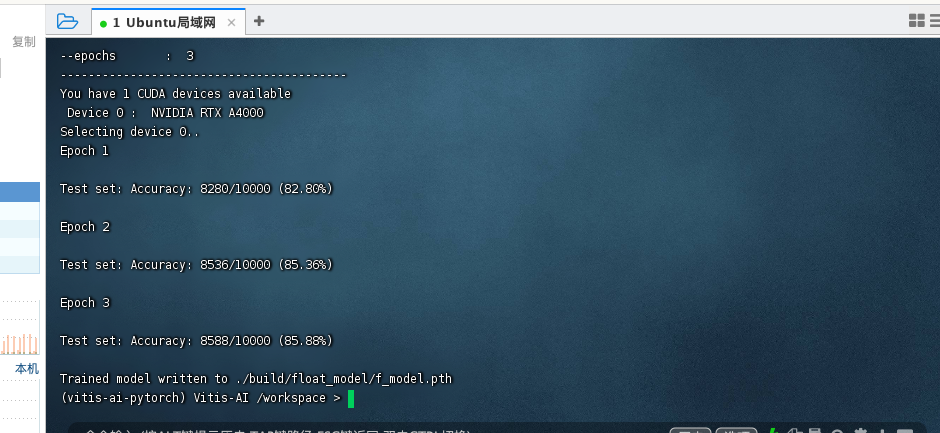 复制
1 Ubuntu局域网
--epochs : 3
-----------------------------------------
You have 1 CUDA devices available
Device 0 : NVIDIA RTX A4000
Selecting device 0..
Epoch 1
Test set: Accuracy: 8280/10000 (82.80%)
Epoch 2
Test set: Accuracy: 8536/10000 (85.36%)
Epoch 3
Test set: Accuracy: 8588/10000 (85.88%)
本机
Trained model written to ./build/float_model/f_model.pth
(vitis-ai-pytorch) Vitis-AI /workspace >